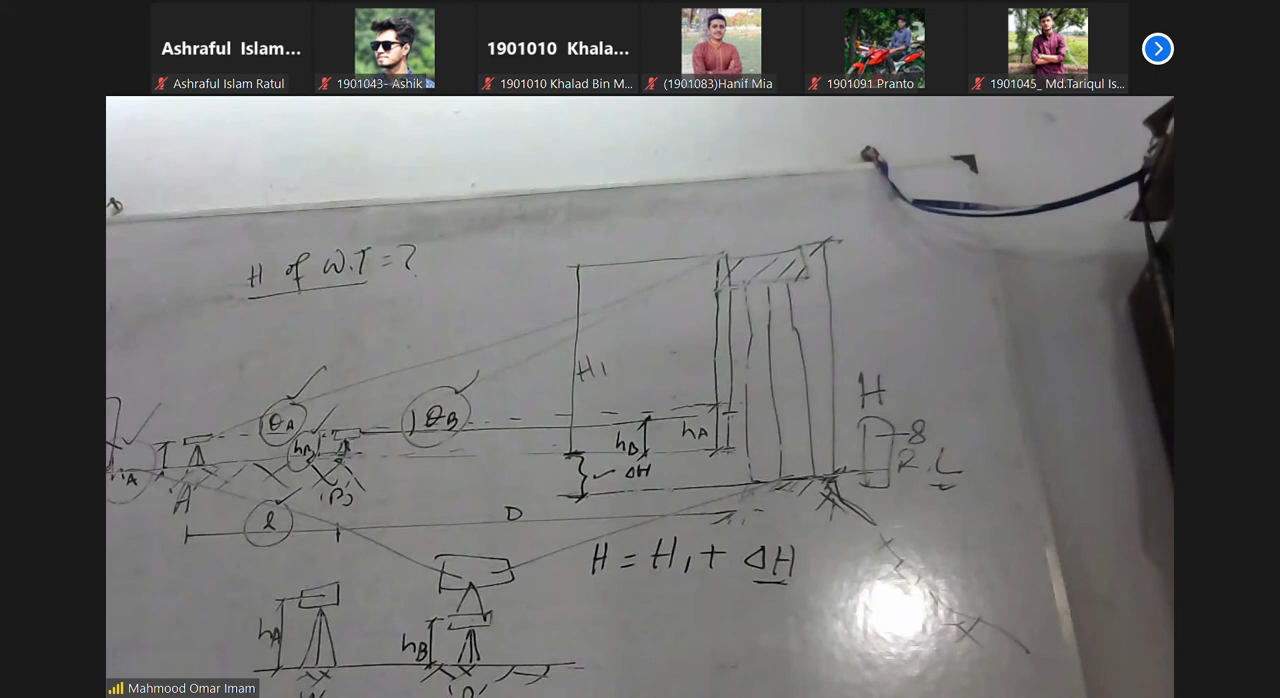 Ashraful Islam...
1901010 Khala...
Ashraful Islam Ratul
1901043- Ashik
1901010 Khalad Bin M...
(1901083)Hanif Mia
1901091 Pranto
1901045_ Md.Tariqul Is...
H of W.T = ?
H1
H
θA
θB
hB
hB
hA
8
R.L
ΔH
'A'
'B'
l
D
H = H1 + ΔH
hA
hB
Mahmood Omar Imam